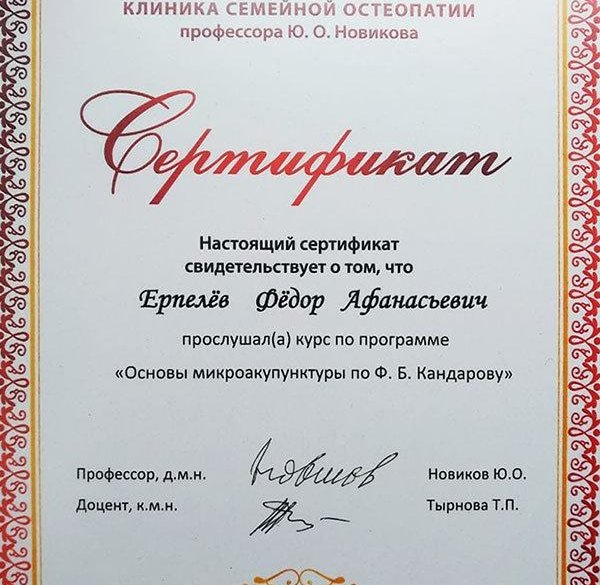 КЛИНИКА СЕМЕЙНОЙ ОСТЕОПАТИИ
профессора Ю. О. Новикова
Сертификат
Настоящий сертификат
свидетельствует о том, что
Ерпелёв Фёдор Афанасьевич
прослушал(а) курс по программе
«Основы микроакупунктуры по Ф. Б. Кандарову»
Профессор, д.м.н. Новиков Ю.О.
Доцент, к.м.н. Тырнова Т.П.